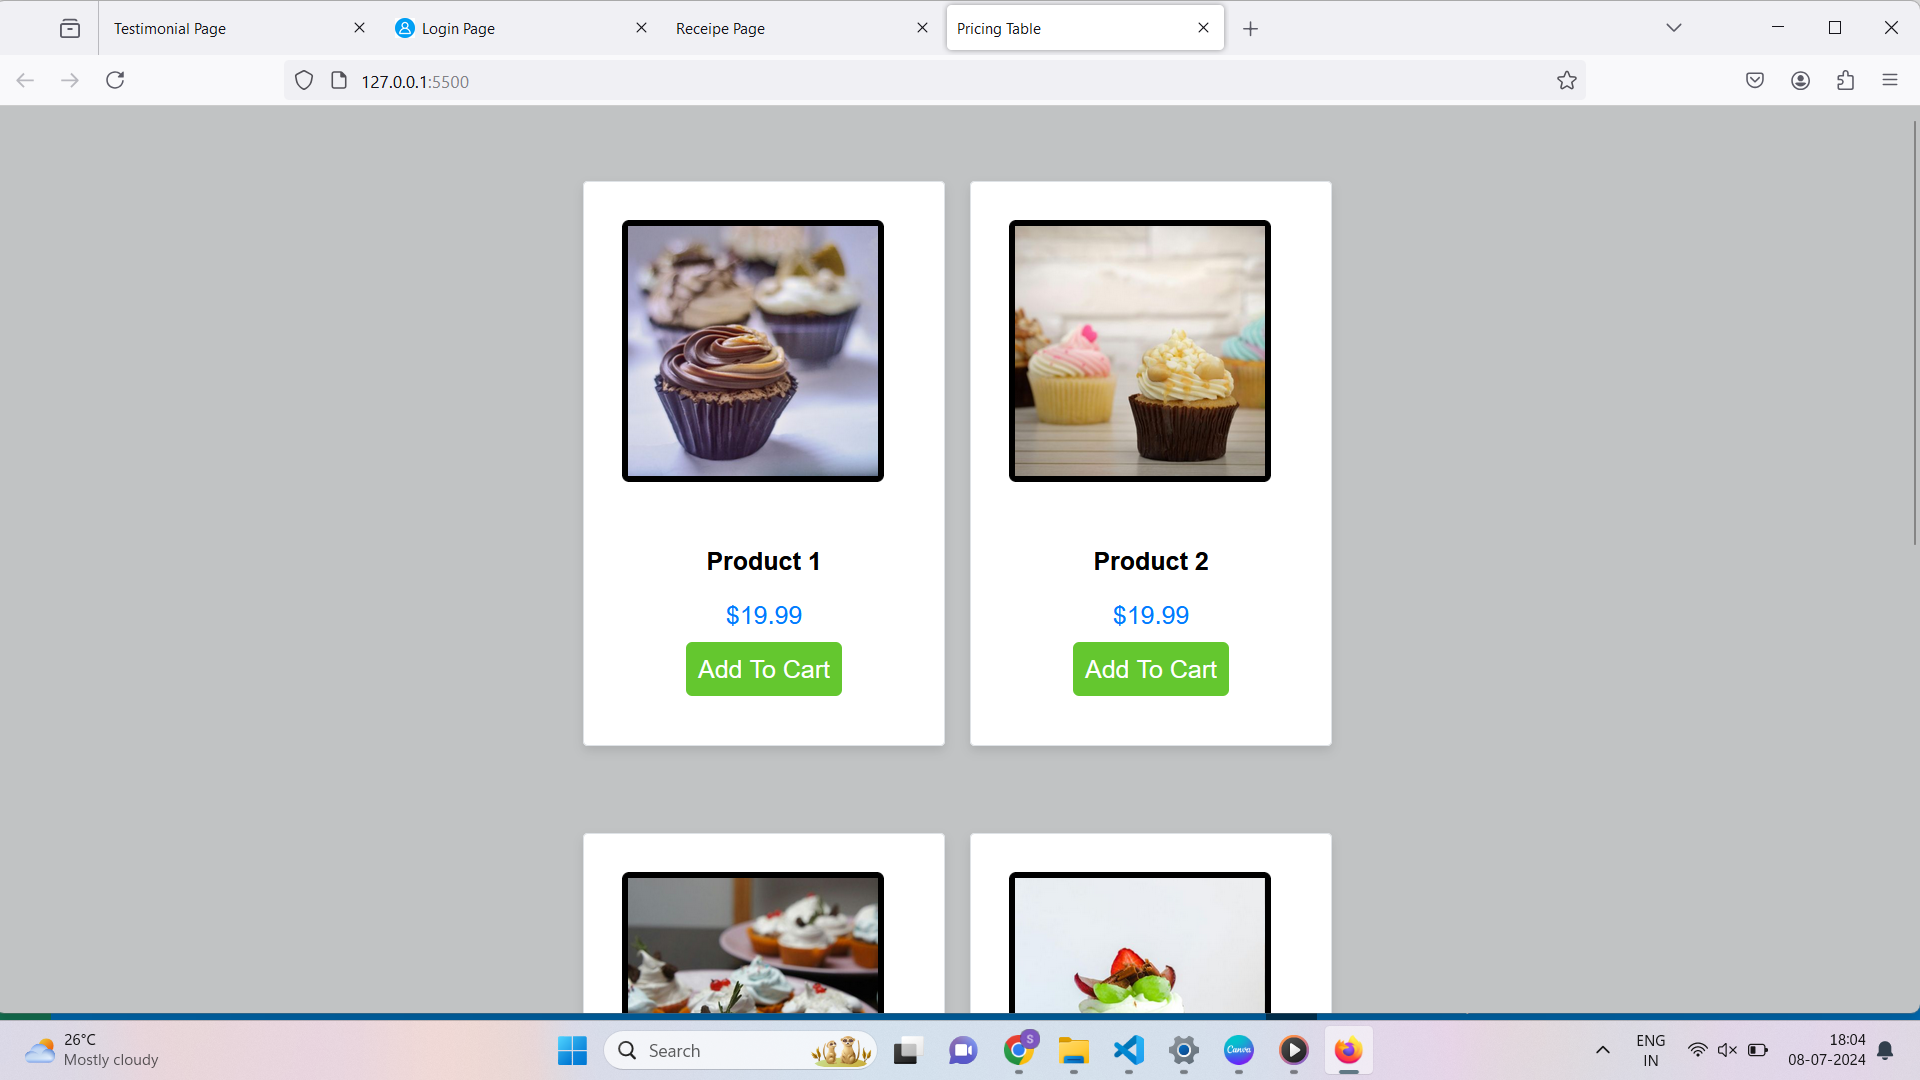 Testimonial Page
Login Page
Receipe Page
Pricing Table
127.0.0.1:5500
Product 1
Product 2
$19.99
$19.99
Add To Cart
Add To Cart
26°C
Mostly cloudy
Search
S
Canva
ENG
IN
18:04
08-07-2024